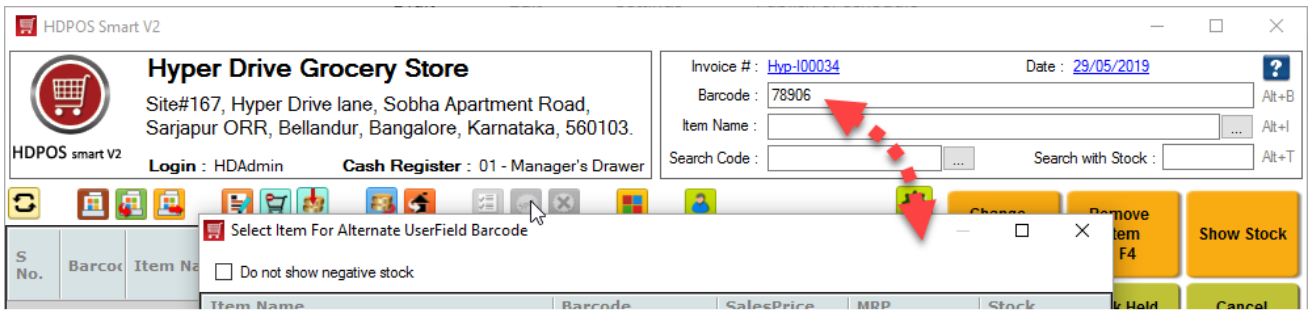 HDPOS Smart V2
Hyper Drive Grocery Store
Site#167, Hyper Drive lane, Sobha Apartment Road,
Sarjapur ORR, Bellandur, Bangalore, Karnataka, 560103.
HDPOS smart V2
Login : HDAdmin Cash Register : 01 - Manager's Drawer
Invoice # : Hyp-I00034 Date : 29/05/2019 ?
Barcode : 78906 Alt+B
Item Name : ... Alt+I
Search Code : ... Search with Stock : Alt+T
Change
Remove
Item
F4
Show Stock
S
No.
Barcod
Item Na
Select Item For Alternate UserField Barcode
Do not show negative stock
Item Name Barcode SalesPrice MRP Stock
Held
Cancel